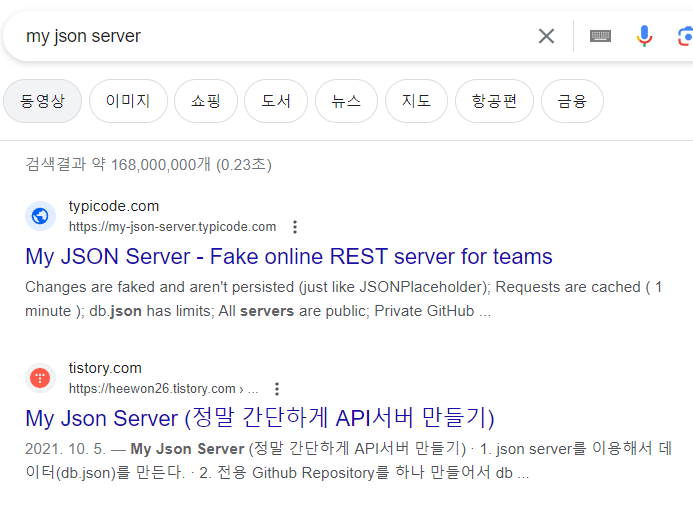 my json server
동영상 이미지 쇼핑 도서 뉴스 지도 항공편 금융
검색결과 약 168,000,000개 (0.23초)
typicode.com
https://my-json-server.typicode.com
My JSON Server - Fake online REST server for teams
Changes are faked and aren't persisted (just like JSONPlaceholder); Requests are cached ( 1
minute ); db.json has limits; All servers are public; Private GitHub ...
tistory.com
https://heewon26.tistory.com › ...
My Json Server (정말 간단하게 API서버 만들기)
2021. 10. 5. — My Json Server (정말 간단하게 API서버 만들기) · 1. json server를 이용해서 데
이터(db.json)를 만든다. · 2. 전용 Github Repository를 하나 만들어서 db ...